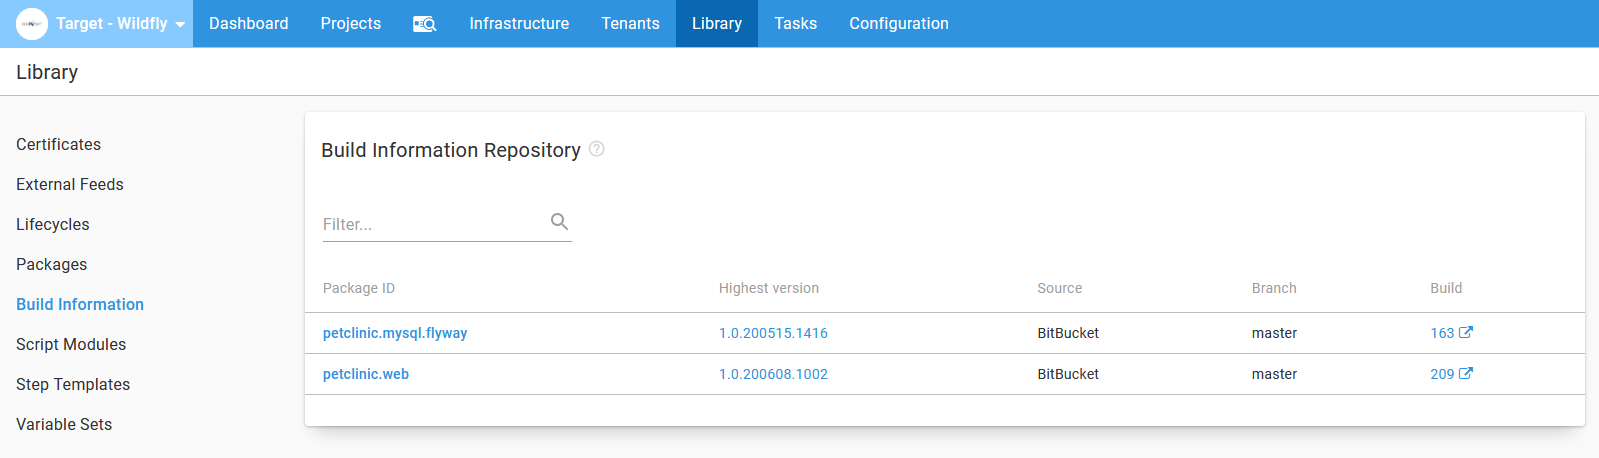 Target - Wildfly Dashboard Projects Infrastructure Tenants Library Tasks Configuration
Library
Certificates
External Feeds
Lifecycles
Packages
Build Information
Script Modules
Step Templates
Variable Sets
Build Information Repository ?
Filter...
Package ID Highest version Source Branch Build
petclinic.mysql.flyway 1.0.200515.1416 BitBucket master 163
petclinic.web 1.0.200608.1002 BitBucket master 209